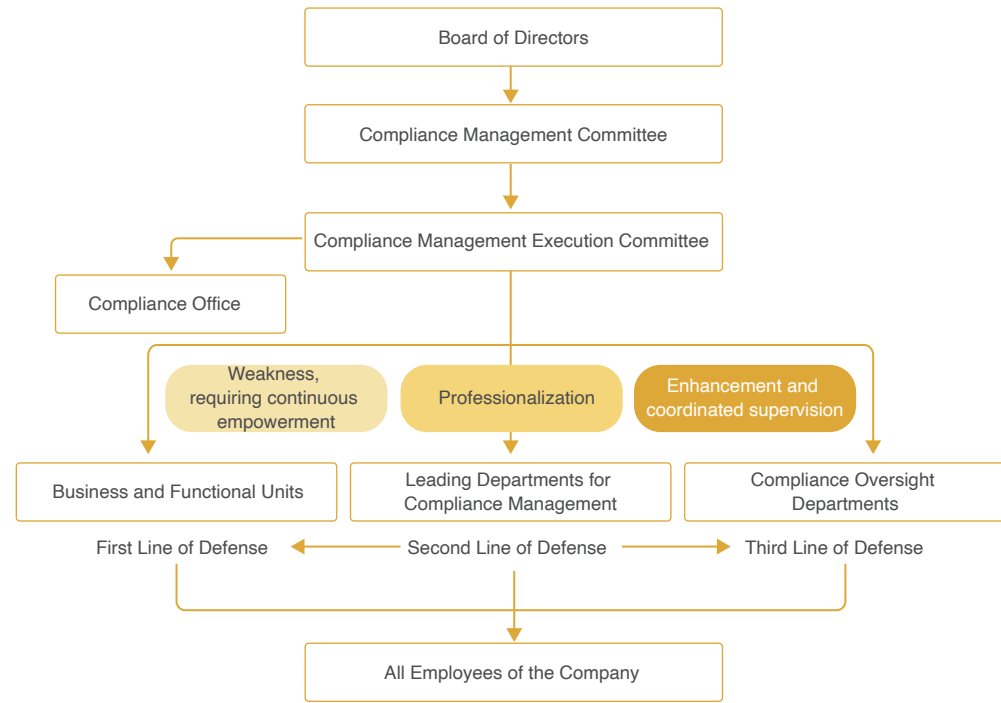 Board of Directors
Compliance Management Committee
Compliance Management Execution Committee
Compliance Office
Weakness,
requiring continuous
empowerment
Professionalization
Enhancement and
coordinated supervision
Business and Functional Units
Leading Departments for
Compliance Management
Compliance Oversight
Departments
First Line of Defense
Second Line of Defense
Third Line of Defense
All Employees of the Company